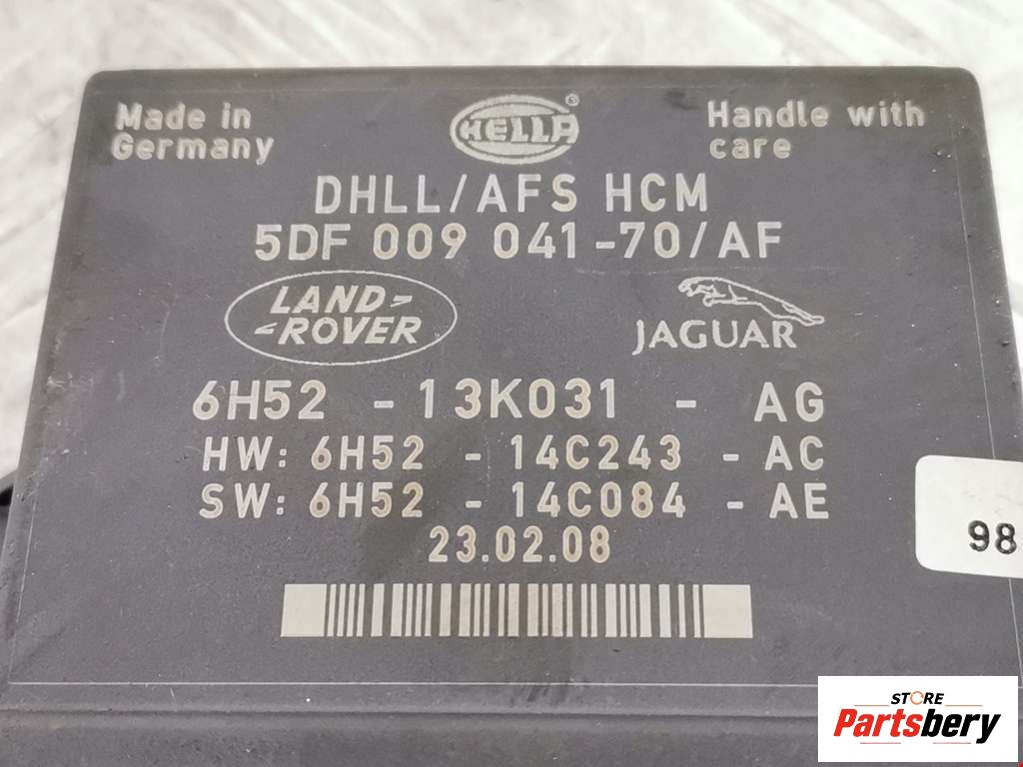 Made in
Germany
HELLA®
Handle with
care
DHLL/AFS HCM
5DF 009 041-70/AF
LAND-
-ROVER
JAGUAR
6H52 - 13K031 - AG
HW: 6H52 - 14C243 - AC
SW: 6H52 - 14C084 - AE
23.02.08
98
STORE
Partsbery